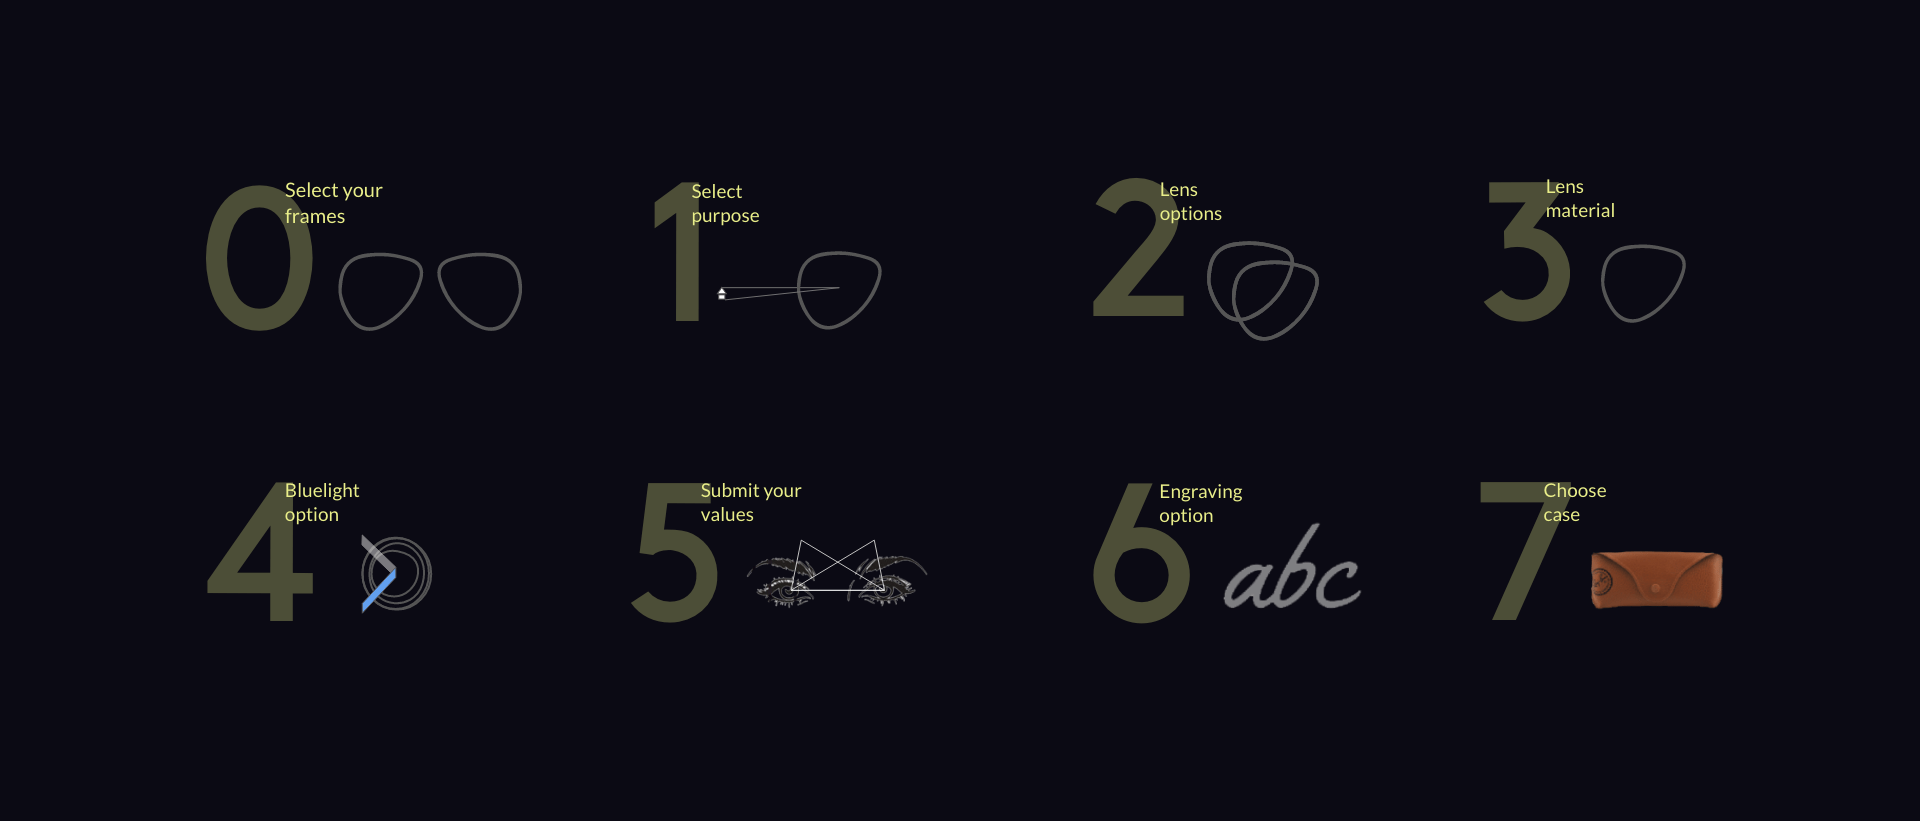 0
Select your
frames
1
Select
purpose
2
Lens
options
3
Lens
material
4
Bluelight
option
5
Submit your
values
6
Engraving
option
abc
7
Choose
case